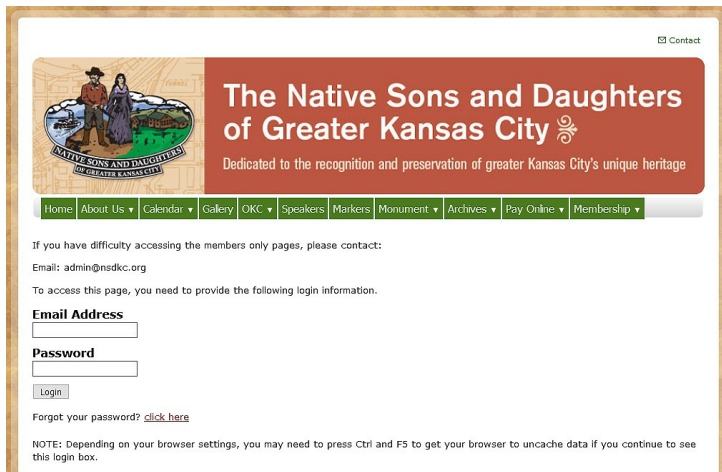 Contact
The Native Sons and Daughters
of Greater Kansas City
Dedicated to the recognition and preservation of greater Kansas City's unique heritage
NATIVE SONS AND DAUGHTERS
OF GREATER KANSAS CITY
Home About Us ▼ Calendar ▼ Gallery OKC ▼ Speakers Markers Monument ▼ Archives ▼ Pay Online ▼ Membership ▼
If you have difficulty accessing the members only pages, please contact:
Email: admin@nsdkc.org
To access this page, you need to provide the following login information.
Email Address
Password
Login
Forgot your password? click here
NOTE: Depending on your browser settings, you may need to press Ctrl and F5 to get your browser to uncache data if you continue to see
this login box.